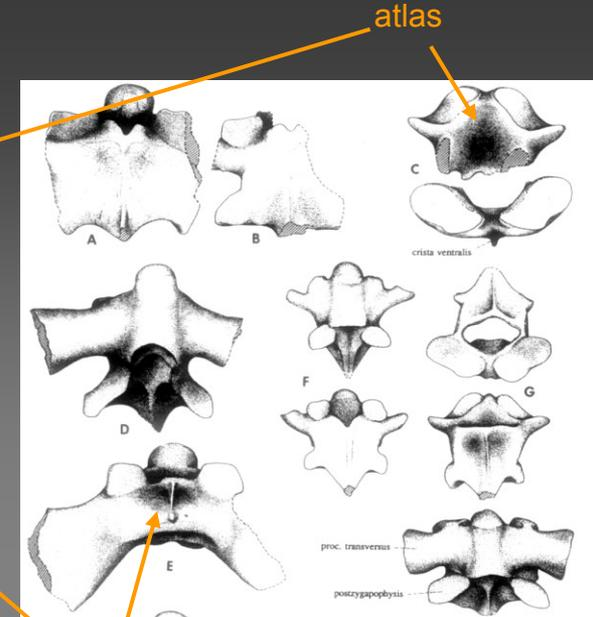 atlas
A
B
C
crista ventralis
D
F
G
E
proc. transversus
postzygapophysis